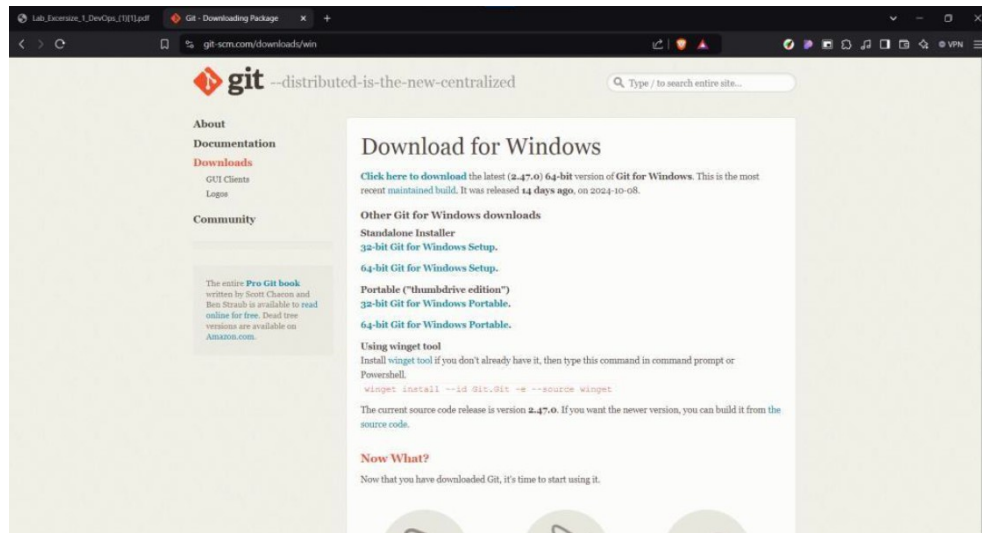 Lab_Excersize_1_DevOps_(1)[1].pdf
Git - Downloading Package
git-scm.com/downloads/win
VPN
git --distributed-is-the-new-centralized
Type / to search entire site...
About
Documentation
Downloads
GUI Clients
Logos
Community
The entire Pro Git book
written by Scott Chacon and
Ben Straub is available to read
online for free. Dead tree
versions are available on
Amazon.com.
Download for Windows
Click here to download the latest (2.47.0) 64-bit version of Git for Windows. This is the most
recent maintained build. It was released 14 days ago, on 2024-10-08.
Other Git for Windows downloads
Standalone Installer
32-bit Git for Windows Setup.
64-bit Git for Windows Setup.
Portable ("thumbdrive edition")
32-bit Git for Windows Portable.
64-bit Git for Windows Portable.
Using winget tool
Install winget tool if you don't already have it, then type this command in command prompt or
Powershell.
winget install --id Git.Git -e --source winget
The current source code release is version 2.47.0. If you want the newer version, you can build it from the
source code.
Now What?
Now that you have downloaded Git, it's time to start using it.